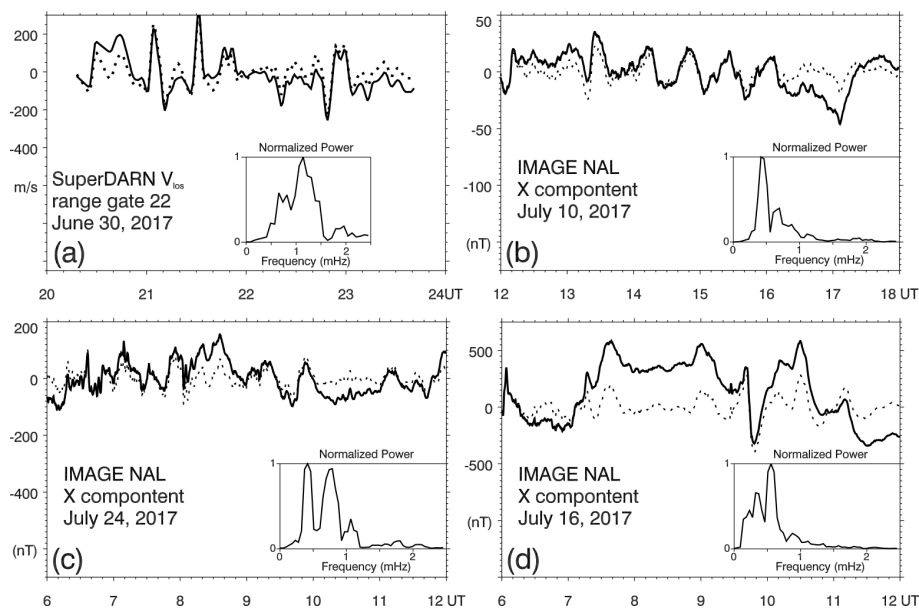 (a)
200
0
-200
-400
m/s
SuperDARN Vlos
range gate 22
June 30, 2017
Normalized Power
1
0
0 1 2
Frequency (mHz)
20 21 22 23 24 UT
(b)
50
0
-50
-100
(nT)
IMAGE NAL
X compontent
July 10, 2017
Normalized Power
1
0
0 1 2
Frequency (mHz)
12 13 14 15 16 17 18 UT
(c)
200
0
-200
-400
(nT)
IMAGE NAL
X compontent
July 24, 2017
Normalized Power
1
0
0 1 2
Frequency (mHz)
6 7 8 9 10 11 12 UT
(d)
500
0
-500
(nT)
IMAGE NAL
X compontent
July 16, 2017
Normalized Power
1
0
0 1 2
Frequency (mHz)
6 7 8 9 10 11 12 UT